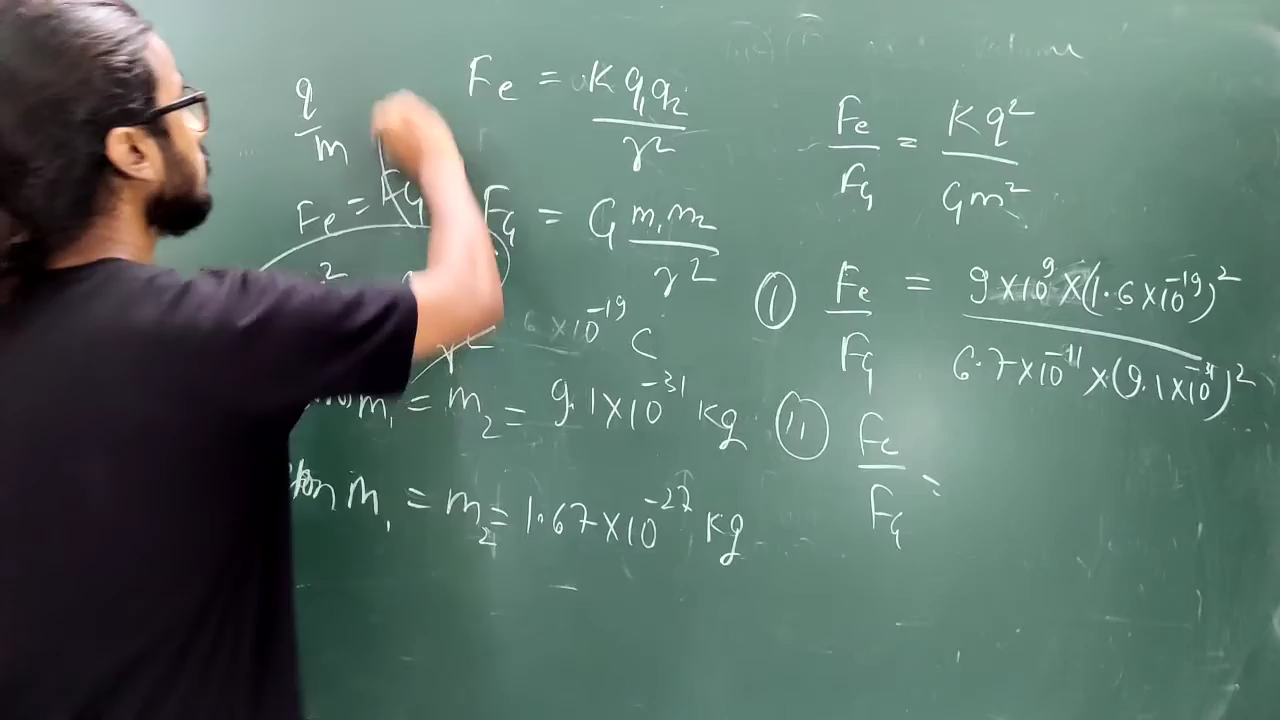 q/m
Fe = K q₁q₂/r²
Fe/FG = Kq²/Gm²
Fe = FG
FG = G m₁m₂/r²
① Fe/FG = 9×10⁹×(1.6×10⁻¹⁹)²/6.7×10⁻¹¹×(9.1×10⁻³¹)²
6×10⁻¹⁹ C
m₁ = m₂ = 9.1×10⁻³¹ kg
⑪ Fe/FG =
m₁ = m₂ = 1.67×10⁻²⁷ kg